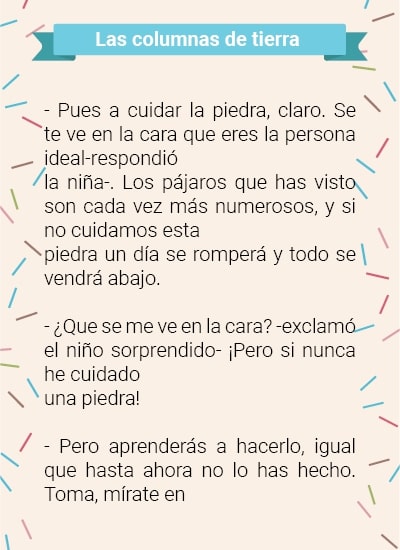 Las columnas de tierra
- Pues a cuidar la piedra, claro. Se
te ve en la cara que eres la persona
ideal-respondió
la niña-. Los pájaros que has visto
son cada vez más numerosos, y si
no cuidamos esta
piedra un día se romperá y todo se
vendrá abajo.
- ¿Que se me ve en la cara? -exclamó
el niño sorprendido- ¡Pero si nunca
he cuidado
una piedra!
- Pero aprenderás a hacerlo, igual
que hasta ahora no lo has hecho.
Toma, mírate en